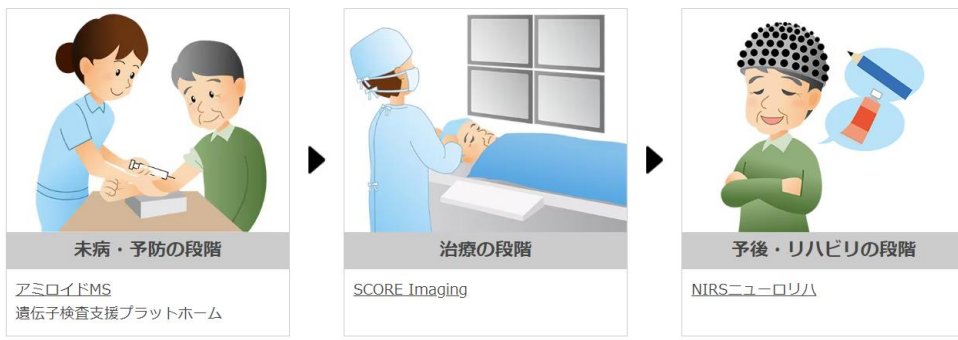 未病・予防の段階
アミロイドMS
遺伝子検査支援プラットホーム
治療の段階
SCORE Imaging
予後・リハビリの段階
NIRSニューロリハ